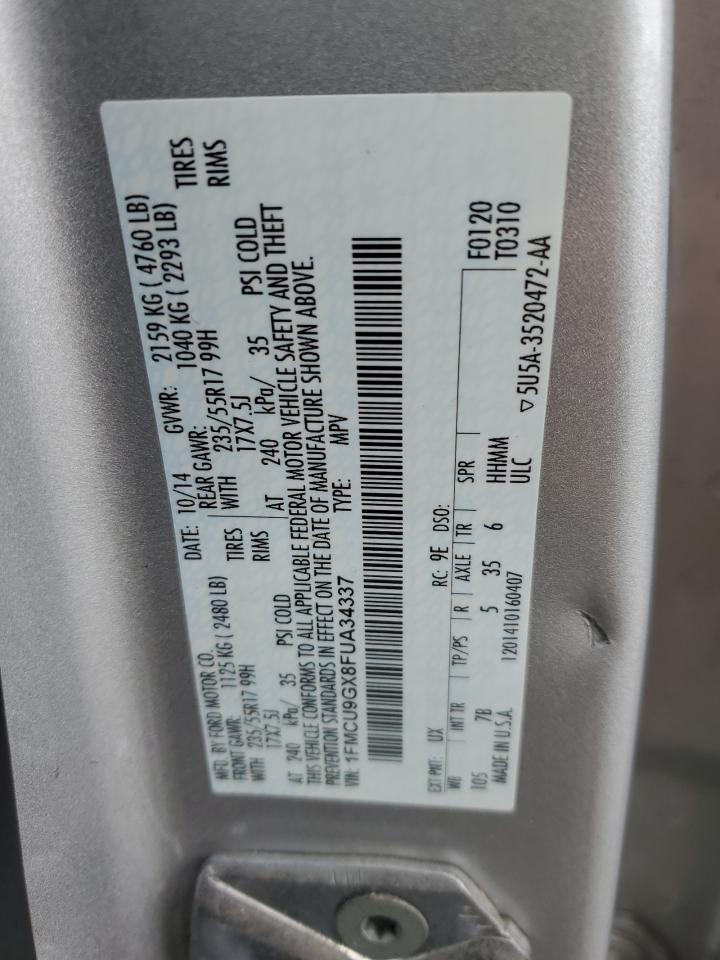 MFD. BY FORD MOTOR CO. DATE: 10/14 GVWR: 2159 KG ( 4760 LB)
FRONT GAWR: 1125 KG ( 2480 LB) REAR GAWR: 1040 KG ( 2293 LB)
WITH 235/55R17 99H TIRES WITH 235/55R17 99H TIRES
17X7.5J RIMS 17X7.5J RIMS
AT 240 kPa/ 35 PSI COLD AT 240 kPa/ 35 PSI COLD
THIS VEHICLE CONFORMS TO ALL APPLICABLE FEDERAL MOTOR VEHICLE SAFETY AND THEFT
PREVENTION STANDARDS IN EFFECT ON THE DATE OF MANUFACTURE SHOWN ABOVE.
VIN: 1FMCU9GX8FUA34337 TYPE: MPV
F0120
T0310
EXT PNT: UX RC: 9E DSO:
WB INT TR TP/PS R AXLE TR SPR
105 7B 5 35 6 HHMM
MADE IN U.S.A. 1201410160407 ULC
▽5U5A-3520472-AA